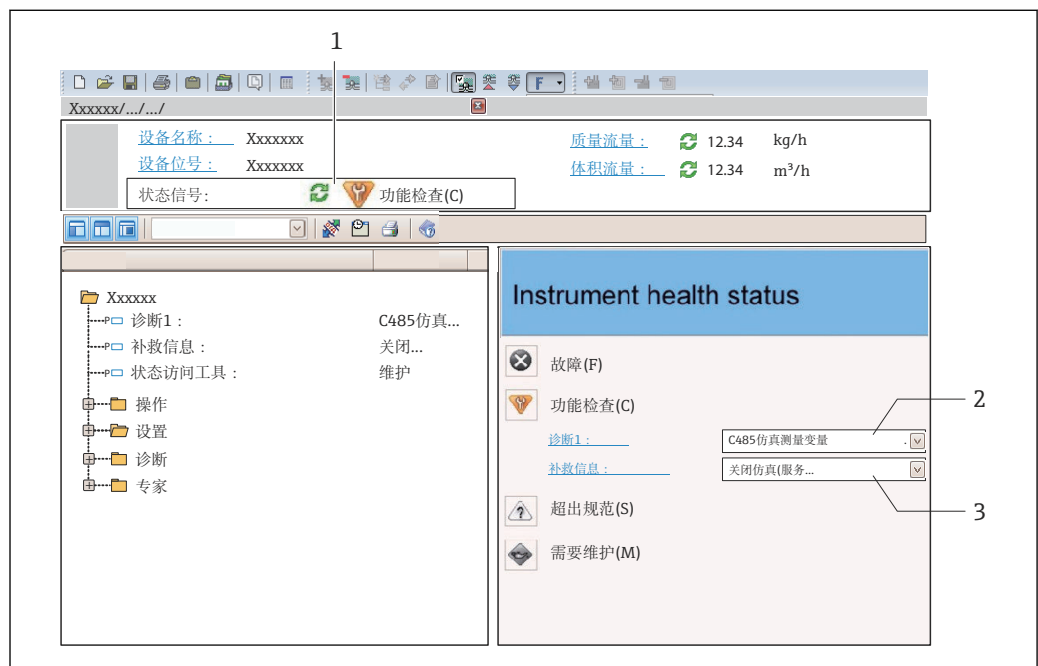 1
F
Xxxxxx/.../.../
设备名称： Xxxxxxx
质量流量： 12.34 kg/h
设备位号： Xxxxxxx
体积流量： 12.34 m³/h
状态信号: 功能检查(C)
Xxxxxx
诊断1： C485仿真...
补救信息： 关闭...
状态访问工具： 维护
操作
设置
诊断
专家
Instrument health status
故障(F)
功能检查(C)
诊断1： C485仿真测量变量 .
2
补救信息： 关闭仿真(服务...
3
超出规范(S)
需要维护(M)